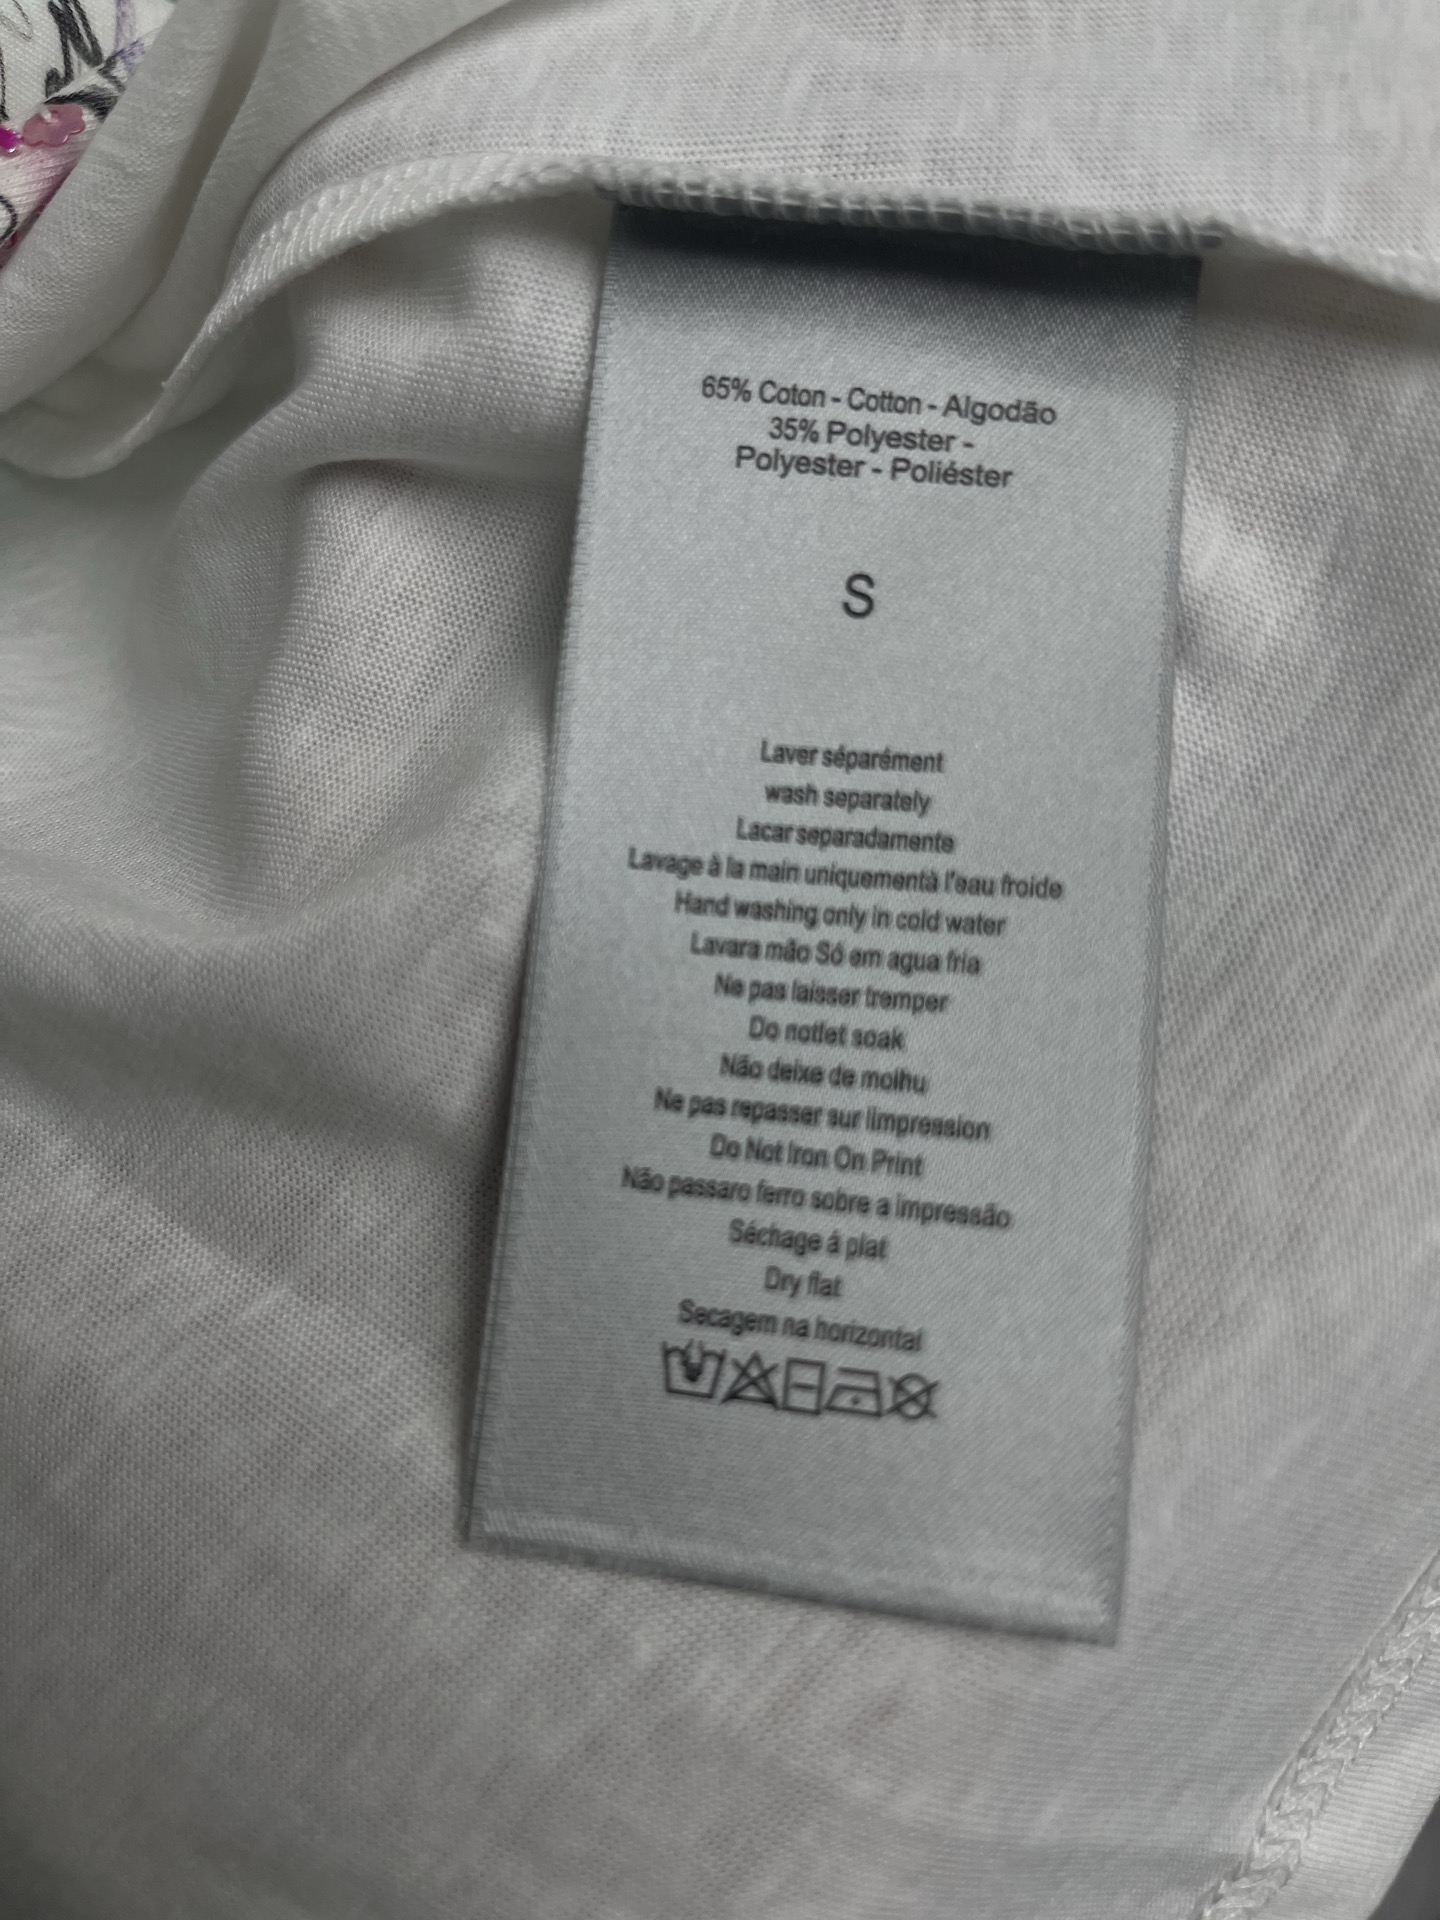 65% Coton - Cotton - Algodão
35% Polyester -
Polyester - Poliéster
S
Laver séparément
wash separately
Lacar separadamente
Lavage à la main uniquementà l'eau froide
Hand washing only in cold water
Lavara mão Só em agua fria
Ne pas laisser tremper
Do notlet soak
Não deixe de molhu
Ne pas repasser sur limpression
Do Not Iron On Print
Não passaro ferro sobre a impressão
Séchage á plat
Dry flat
Secagem na horizontal